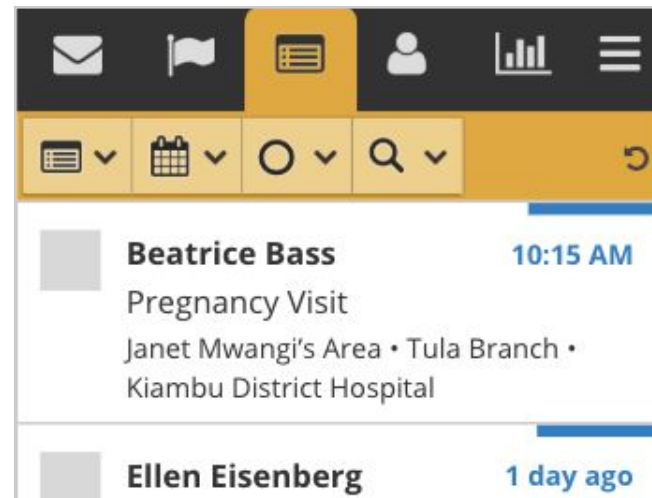 Beatrice Bass
10:15 AM
Pregnancy Visit
Janet Mwangi's Area • Tula Branch •
Kiambu District Hospital
Ellen Eisenberg
1 day ago